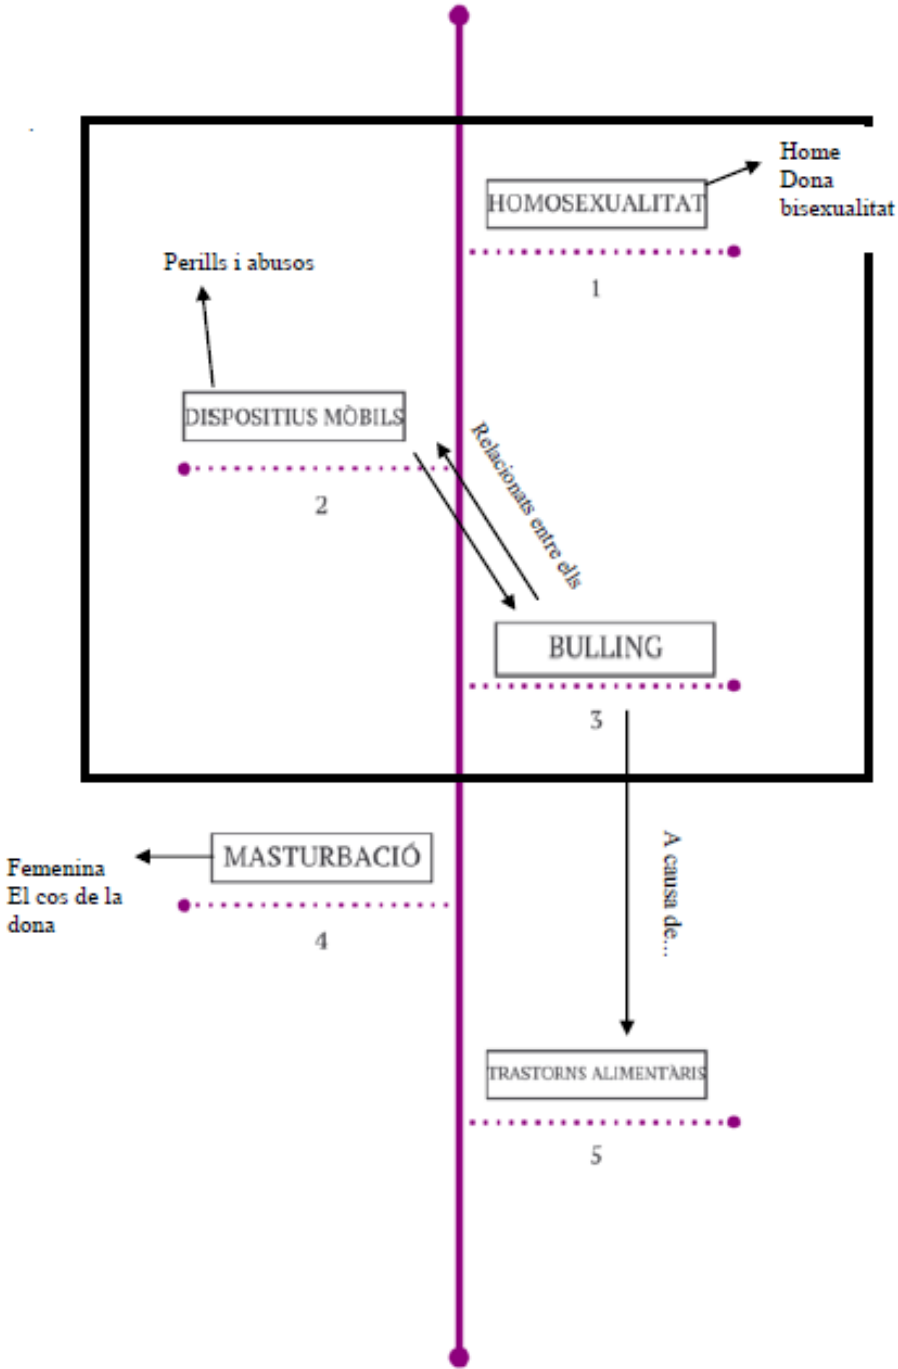 Home
Dona
bisexualitat
HOMOSEXUALITAT
1
Perills i abusos
DISPOSITIUS MÒBILS
2
Relacionats entre ells
BULLING
3
MASTURBACIÓ
Femenina
El cos de la
dona
4
A causa de...
TRASTORNS ALIMENTÀRIS
5